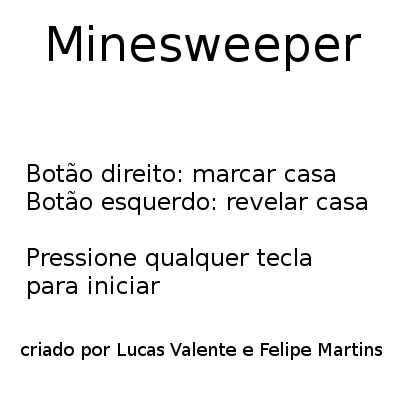 Minesweeper
Botão direito: marcar casa
Botão esquerdo: revelar casa
Pressione qualquer tecla
para iniciar
criado por Lucas Valente e Felipe Martins